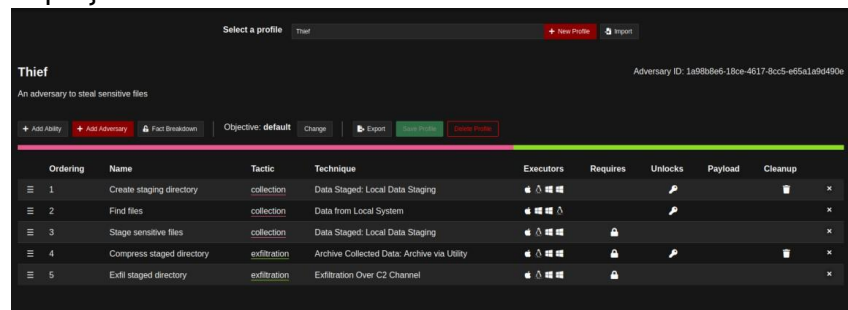 Select a profile Thief + New Profile Import
Thief
Adversary ID: 1a98b8e6-18ce-4617-8cc5-e65a1a9d490e
An adversary to steal sensitive files
+ Add Ability + Add Adversary Fact Breakdown Objective: default Change Export Save Profile Delete Profile
Ordering Name Tactic Technique Executors Requires Unlocks Payload Cleanup
1 Create staging directory collection Data Staged: Local Data Staging
2 Find files collection Data from Local System
3 Stage sensitive files collection Data Staged: Local Data Staging
4 Compress staged directory exfiltration Archive Collected Data: Archive via Utility
5 Exfil staged directory exfiltration Exfiltration Over C2 Channel